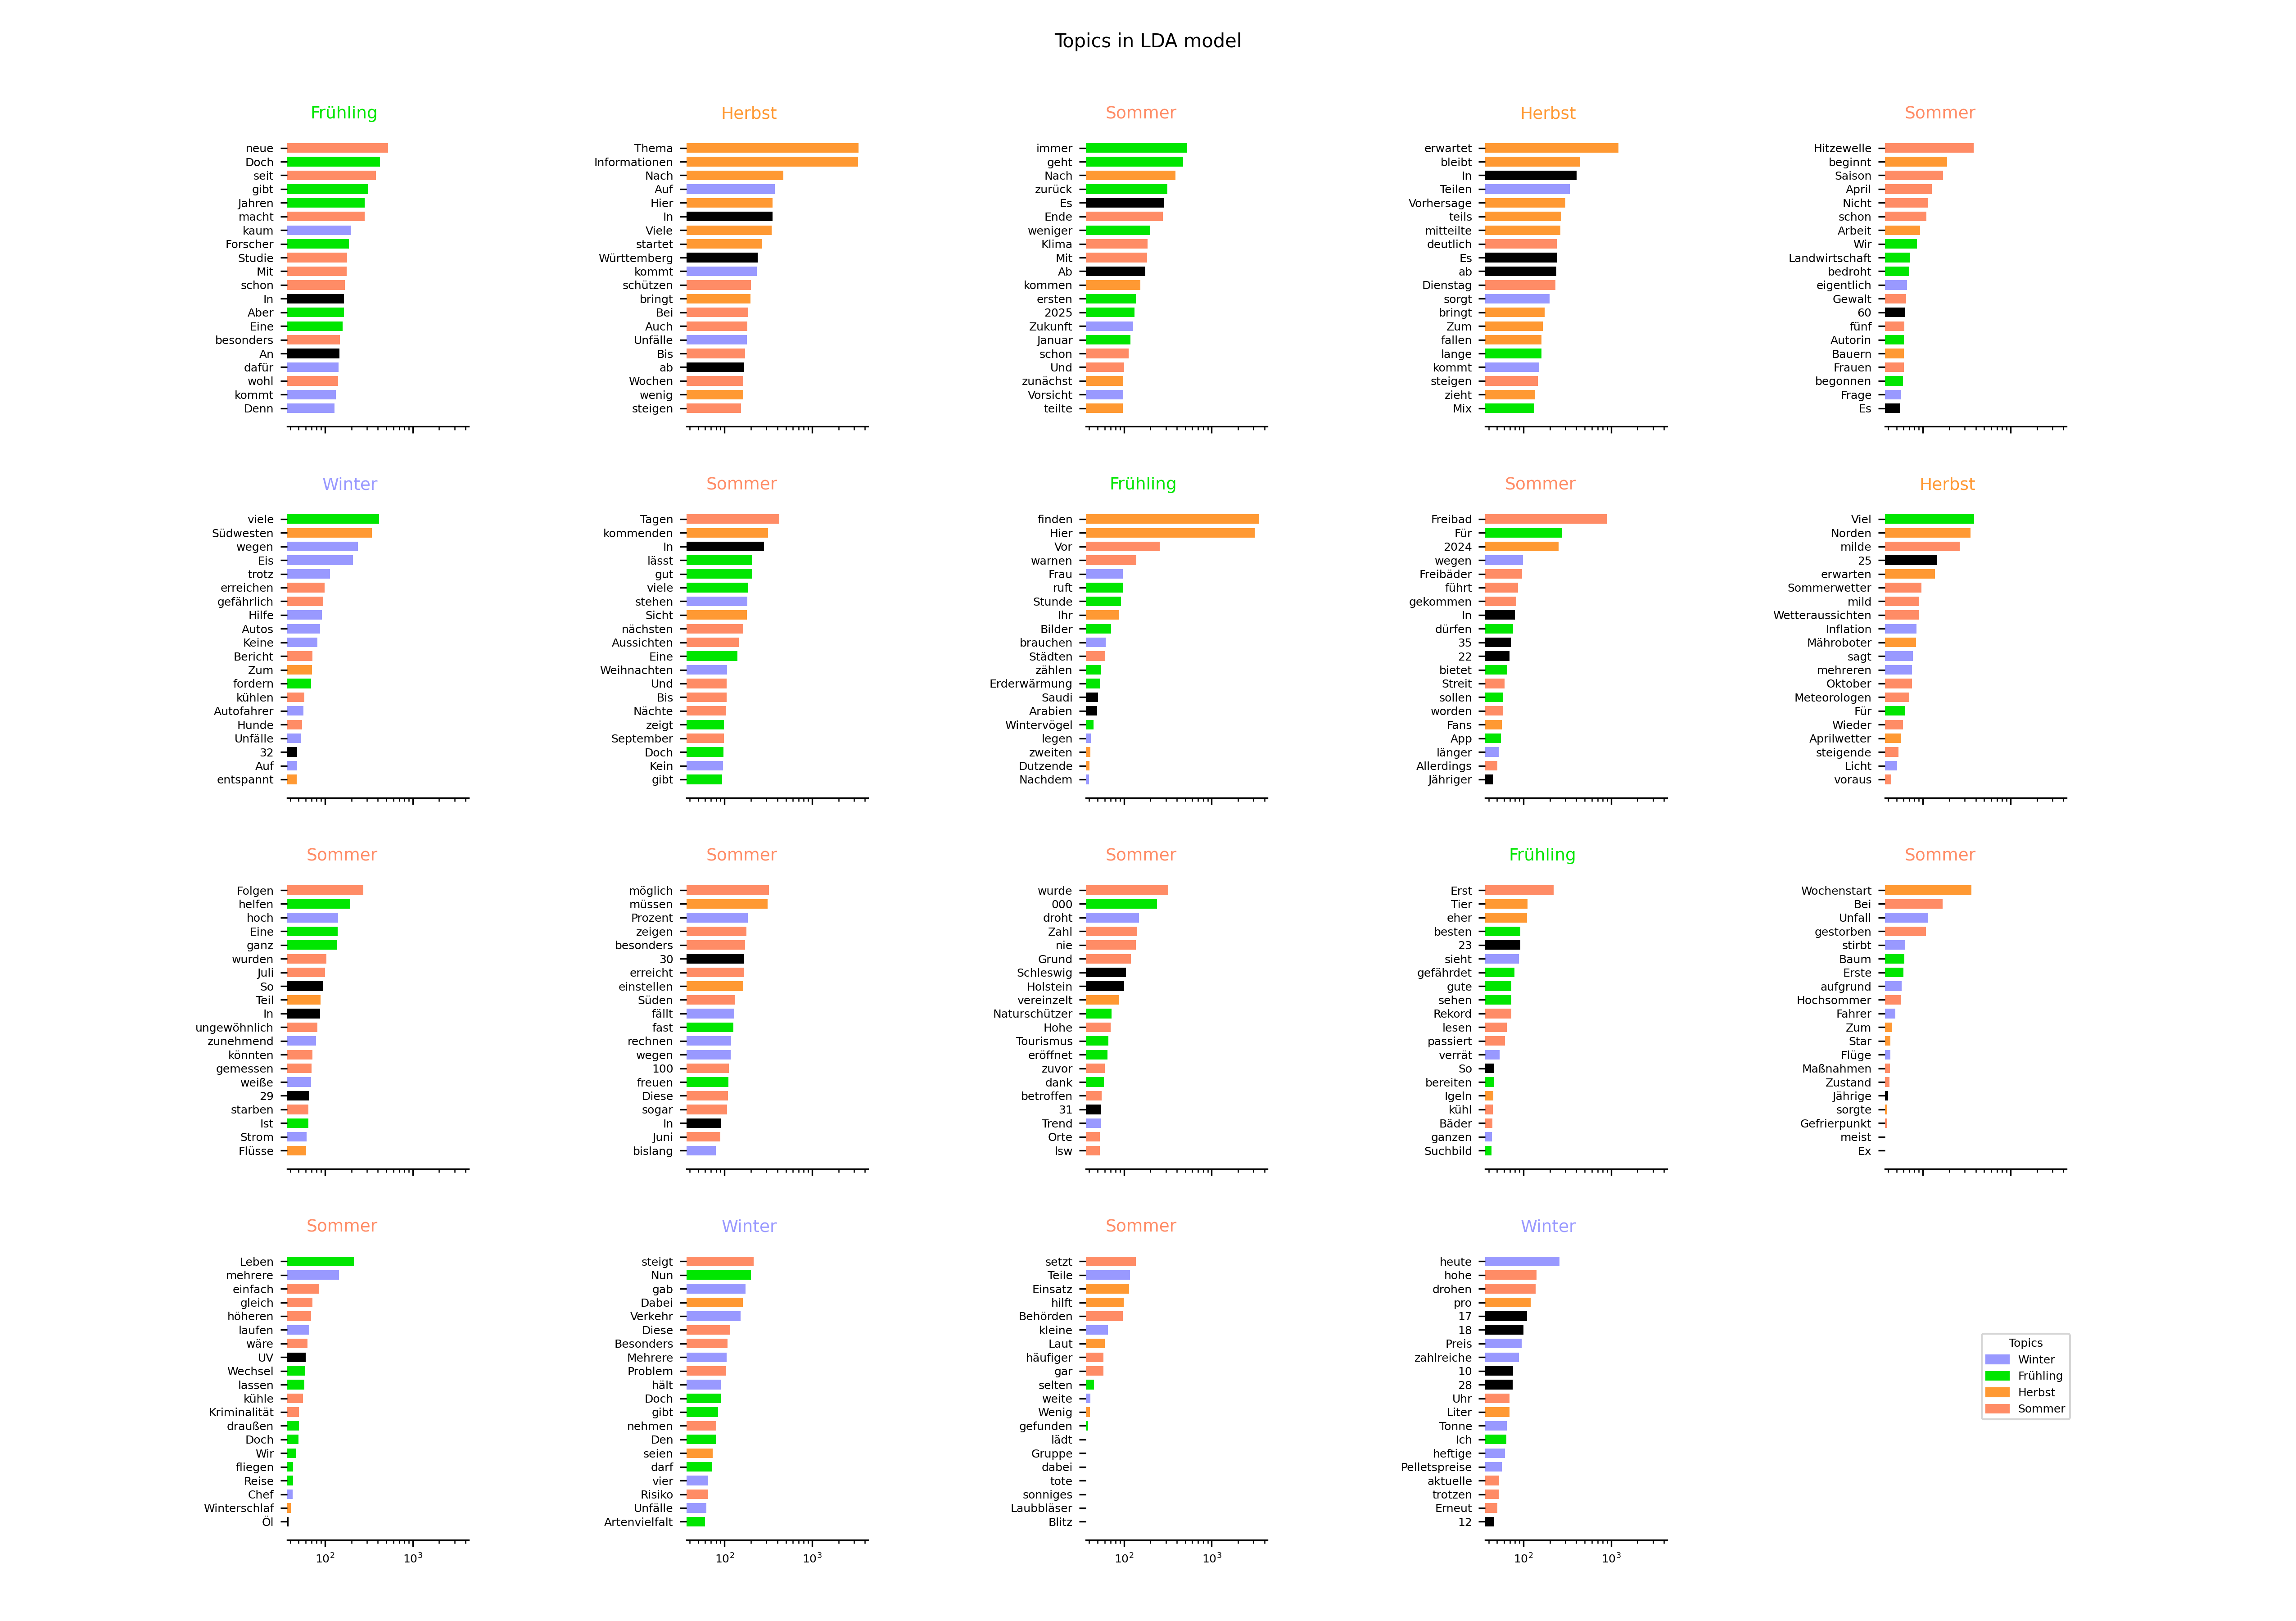 Topics in LDA model
Frühling
neue
Doch
seit
gibt
Jahren
macht
kaum
Forscher
Studie
Mit
schon
In
Aber
Eine
besonders
An
dafür
wohl
kommt
Denn
Herbst
Thema
Informationen
Nach
Auf
Hier
In
Viele
startet
Württemberg
kommt
schützen
bringt
Bei
Auch
Unfälle
Bis
ab
Wochen
wenig
steigen
Sommer
immer
geht
Nach
zurück
Es
Ende
weniger
Klima
Mit
Ab
kommen
ersten
2025
Zukunft
Januar
schon
Und
zunächst
Vorsicht
teilte
Herbst
erwartet
bleibt
In
Teilen
Vorhersage
teils
mitteilte
deutlich
Es
ab
Dienstag
sorgt
bringt
Zum
fallen
lange
kommt
steigen
zieht
Mix
Sommer
Hitzewelle
beginnt
Saison
April
Nicht
schon
Arbeit
Wir
Landwirtschaft
bedroht
eigentlich
Gewalt
60
fünf
Autorin
Bauern
Frauen
begonnen
Frage
Es
Winter
viele
Südwesten
wegen
Eis
trotz
erreichen
gefährlich
Hilfe
Autos
Keine
Bericht
Zum
fordern
kühlen
Autofahrer
Hunde
Unfälle
32
Auf
entspannt
Sommer
Tagen
kommenden
In
lässt
gut
viele
stehen
Sicht
nächsten
Aussichten
Eine
Weihnachten
Und
Bis
Nächte
zeigt
September
Doch
Kein
gibt
Frühling
finden
Hier
Vor
warnen
Frau
ruft
Stunde
Ihr
Bilder
brauchen
Städten
zählen
Erderwärmung
Saudi
Arabien
Wintervögel
legen
zweiten
Dutzende
Nachdem
Sommer
Freibad
Für
2024
wegen
Freibäder
führt
gekommen
In
dürfen
35
22
bietet
Streit
sollen
worden
Fans
App
länger
Allerdings
Jähriger
Herbst
Viel
Norden
milde
25
erwarten
Sommerwetter
mild
Wetteraussichten
Inflation
Mähroboter
sagt
mehreren
Oktober
Meteorologen
Für
Wieder
Aprilwetter
steigende
Licht
voraus
Sommer
Folgen
helfen
hoch
Eine
ganz
wurden
Juli
So
Teil
In
ungewöhnlich
zunehmend
könnten
gemessen
weiße
29
starben
Ist
Strom
Flüsse
Sommer
möglich
müssen
Prozent
zeigen
besonders
30
erreicht
einstellen
Süden
fällt
fast
rechnen
wegen
100
freuen
Diese
sogar
In
Juni
bislang
Sommer
wurde
000
droht
Zahl
nie
Grund
Schleswig
Holstein
vereinzelt
Naturschützer
Hohe
Tourismus
eröffnet
zuvor
dank
betroffen
31
Trend
Orte
lsw
Frühling
Erst
Tier
eher
besten
23
sieht
gefährdet
gute
sehen
Rekord
lesen
passiert
verrät
So
bereiten
Igeln
kühl
Bäder
ganzen
Suchbild
Sommer
Wochenstart
Bei
Unfall
gestorben
stirbt
Baum
Erste
aufgrund
Hochsommer
Fahrer
Zum
Star
Flüge
Maßnahmen
Zustand
Jährige
sorgte
Gefrierpunkt
meist
Ex
Sommer
Leben
mehrere
einfach
gleich
höheren
laufen
wäre
UV
Wechsel
lassen
kühle
Kriminalität
draußen
Doch
Wir
fliegen
Reise
Chef
Winterschlaf
Öl
10² 10³
Winter
steigt
Nun
gab
Dabei
Verkehr
Diese
Besonders
Mehrere
Problem
hält
Doch
gibt
nehmen
Den
seien
darf
vier
Risiko
Unfälle
Artenvielfalt
10² 10³
Sommer
setzt
Teile
Einsatz
hilft
Behörden
kleine
Laut
häufiger
gar
selten
weite
Wenig
gefunden
lädt
Gruppe
dabei
tote
sonniges
Laubbläser
Blitz
10² 10³
Winter
heute
hohe
drohen
pro
17
18
Preis
zahlreiche
10
28
Uhr
Liter
Tonne
Ich
heftige
Pelletspreise
aktuelle
trotzen
Erneut
12
10² 10³
Topics
Winter
Frühling
Herbst
Sommer